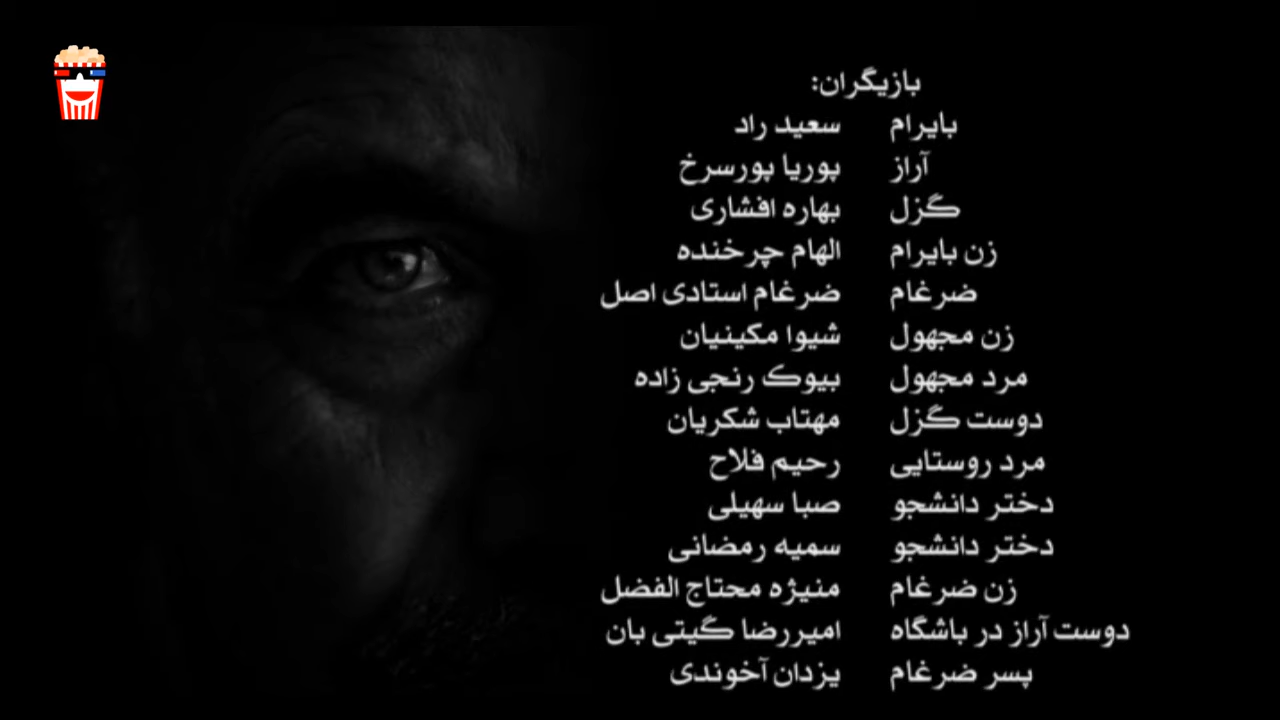 بازیگران:
بایرام سعید راد
آراز پوریا پورسرخ
گزل بهاره افشاری
زن بایرام الهام چرخنده
ضرغام ضرغام استادی اصل
زن مجهول شیوا مکینیان
مرد مجهول بیوک رنجی زاده
دوست گزل مهتاب شکریان
مرد روستایی رحیم فلاح
دختر دانشجو صبا سهیلی
دختر دانشجو سمیه رمضانی
زن ضرغام منیژه محتاج الفضل
دوست آراز در باشگاه امیررضا گیتی بان
پسر ضرغام یزدان آخوندی